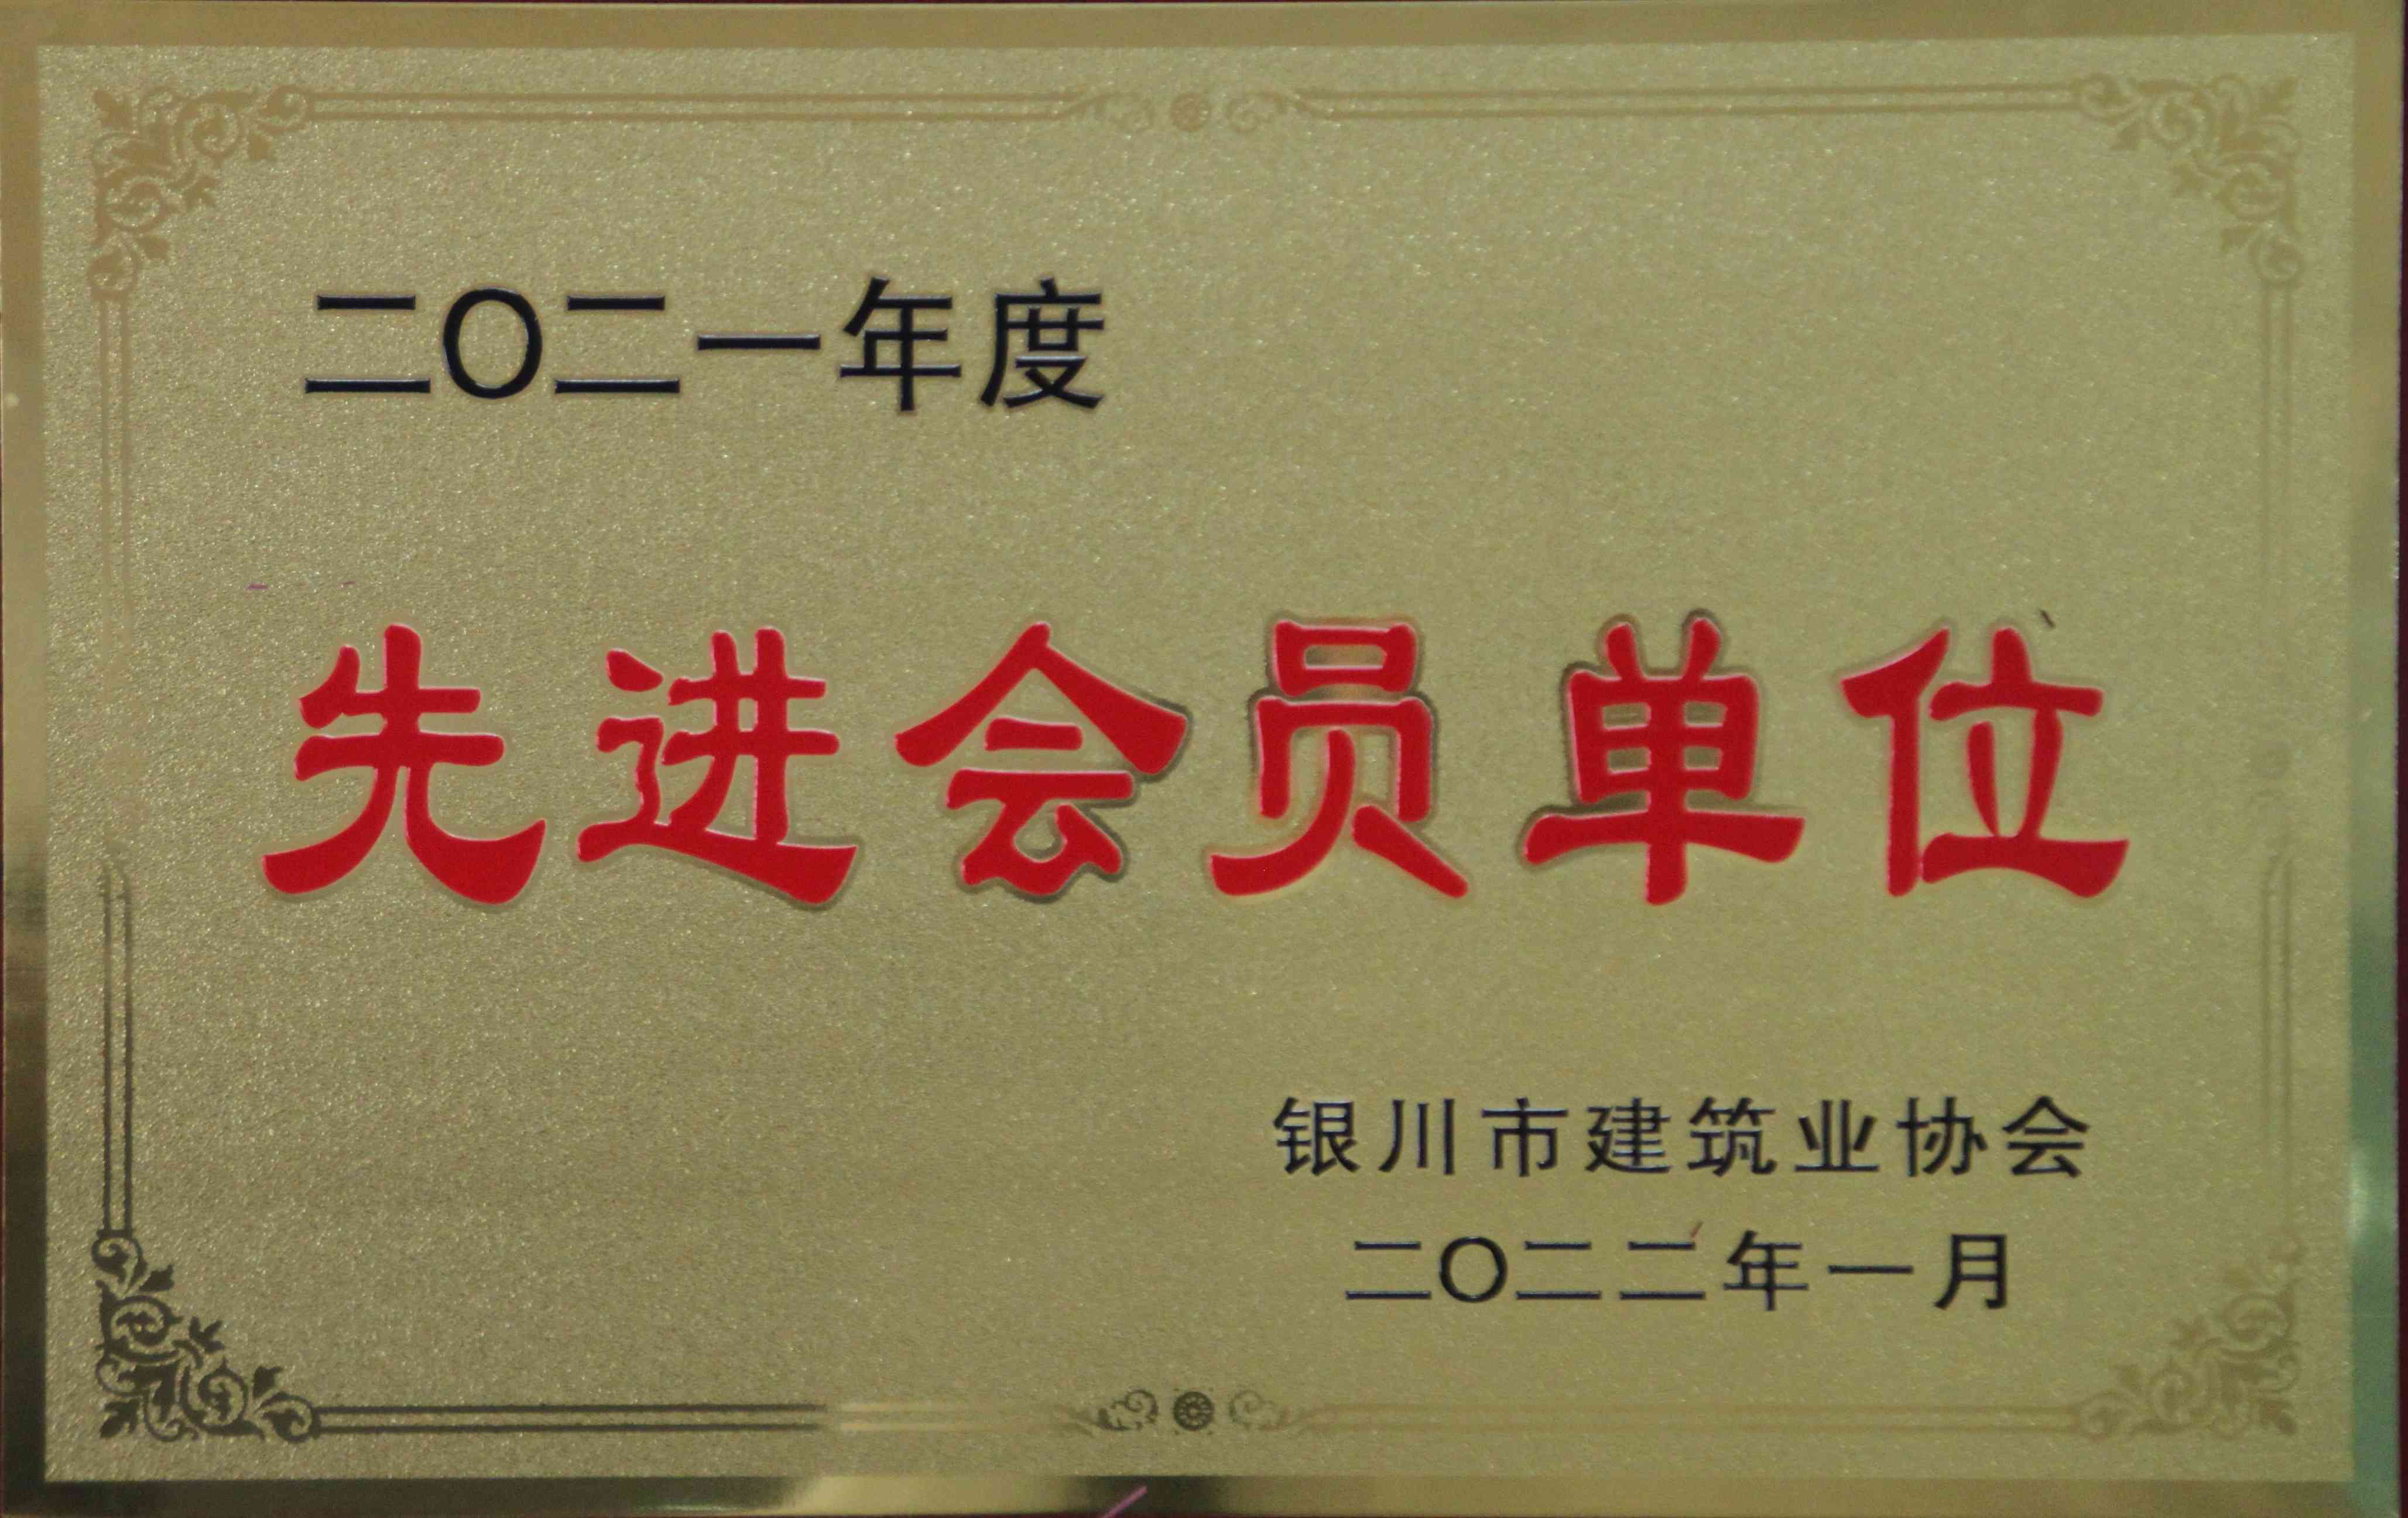 二〇二一年度
先进会员单位
银川市建筑业协会
二〇二二年一月